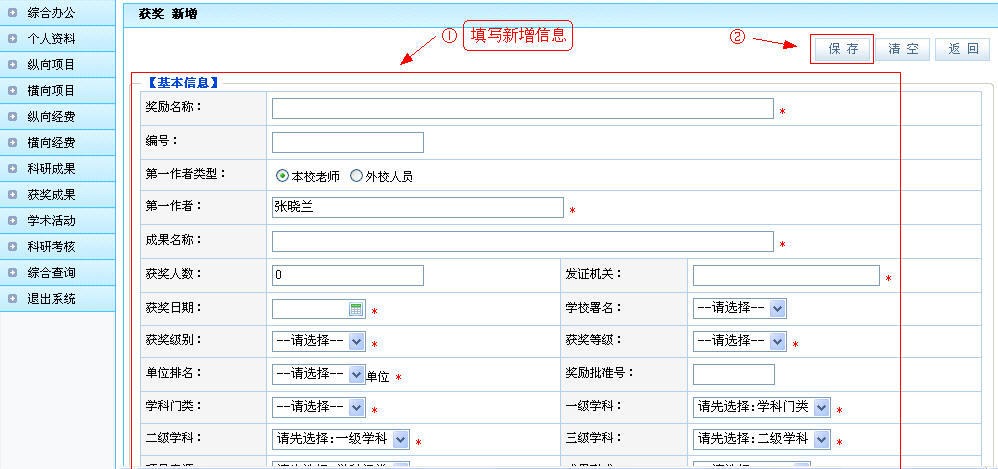 综合办公
个人资料
纵向项目
横向项目
纵向经费
横向经费
科研成果
获奖成果
学术活动
科研考核
综合查询
退出系统
获奖 新增
① 填写新增信息
②
保 存 清 空 返 回
【基本信息】
奖励名称： *
编号：
第一作者类型： 本校老师 外校人员
第一作者： 张晓兰 *
成果名称： *
获奖人数： 0 发证机关： *
获奖日期： * 学校署名： --请选择--
获奖级别： --请选择-- * 获奖等级： --请选择-- *
单位排名： --请选择-- 单位 * 奖励批准号：
学科门类： --请选择-- * 一级学科： 请先选择:学科门类 *
二级学科： 请先选择:一级学科 * 三级学科： 请先选择:二级学科 *